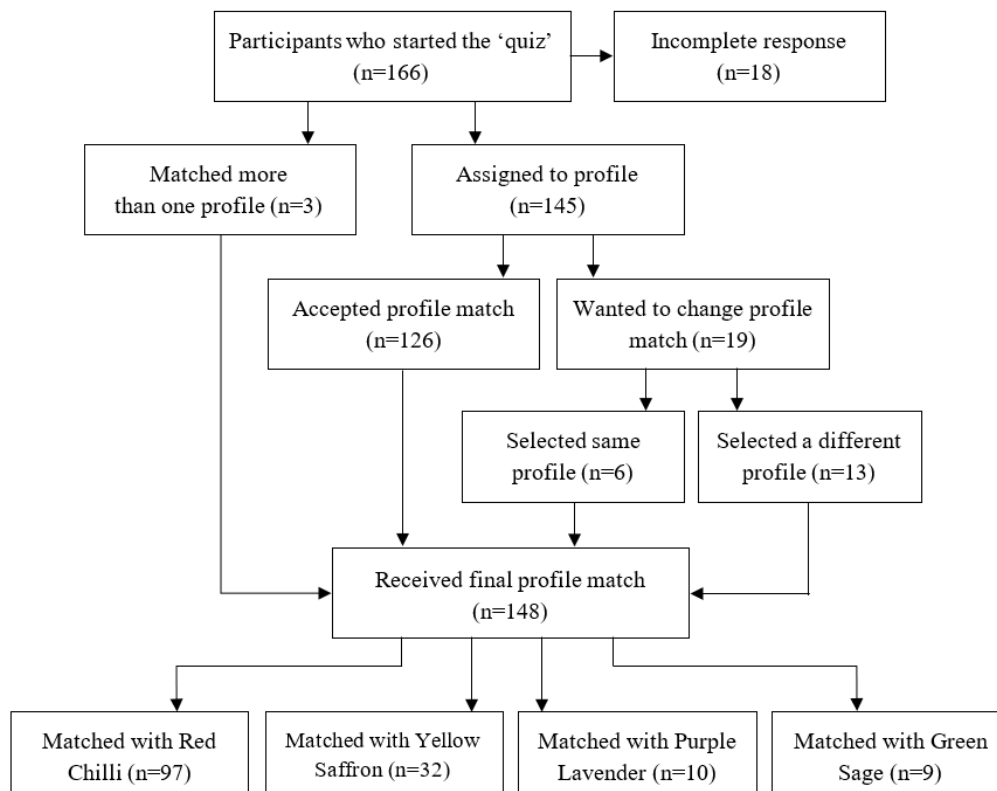 Participants who started the ‘quiz’
(n=166)
Incomplete response
(n=18)
Matched more
than one profile (n=3)
Assigned to profile
(n=145)
Accepted profile match
(n=126)
Wanted to change profile
match (n=19)
Selected same
profile (n=6)
Selected a different
profile (n=13)
Received final profile match
(n=148)
Matched with Red
Chilli (n=97)
Matched with Yellow
Saffron (n=32)
Matched with Purple
Lavender (n=10)
Matched with Green
Sage (n=9)